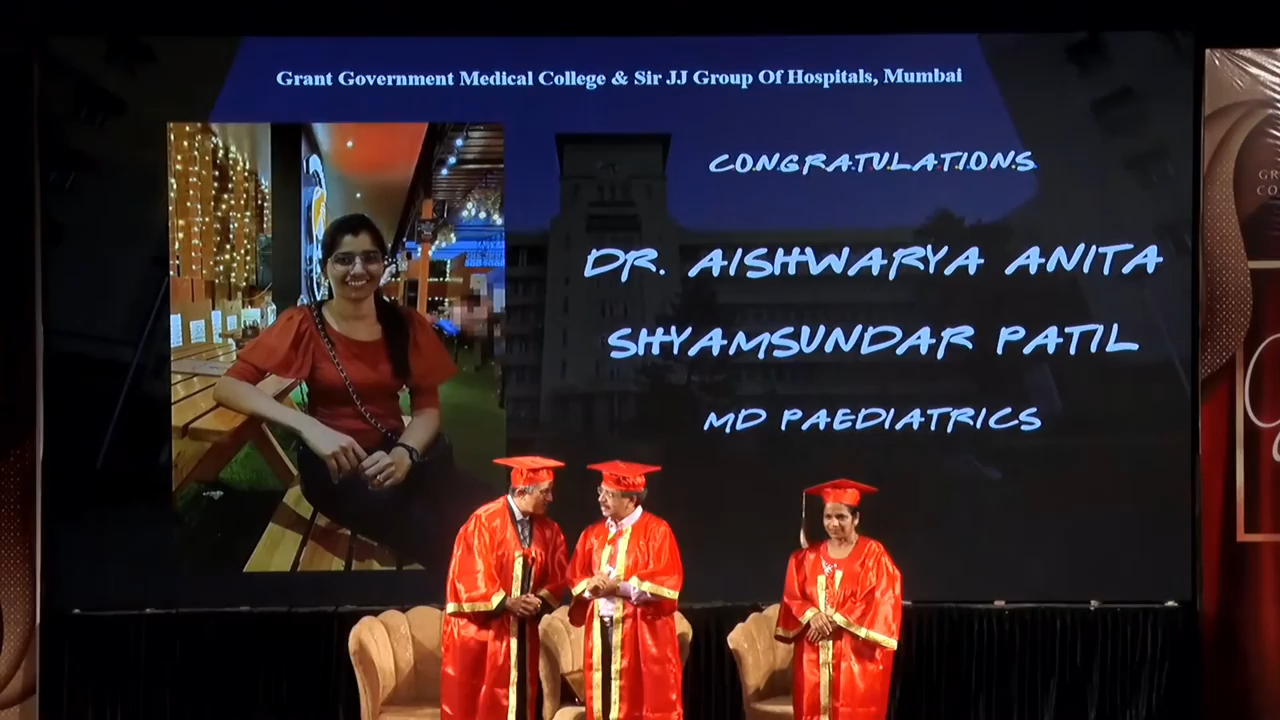 Grant Government Medical College & Sir JJ Group Of Hospitals, Mumbai
CONGRATULATIONS
DR. AISHWARYA ANITA
SHYAMSUNDAR PATIL
MD PAEDIATRICS